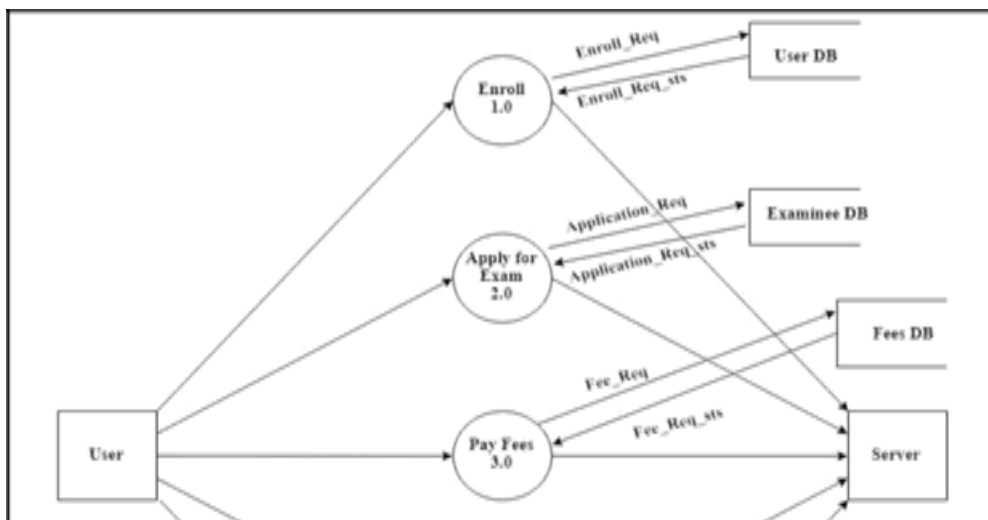 Enroll_Req
User DB
Enroll
1.0
Enroll_Req_sts
Application_Req
Examinee DB
Apply for
Exam
2.0
Application_Req_sts
Fees DB
Fee_Req
Fee_Req_sts
User
Pay Fees
3.0
Server